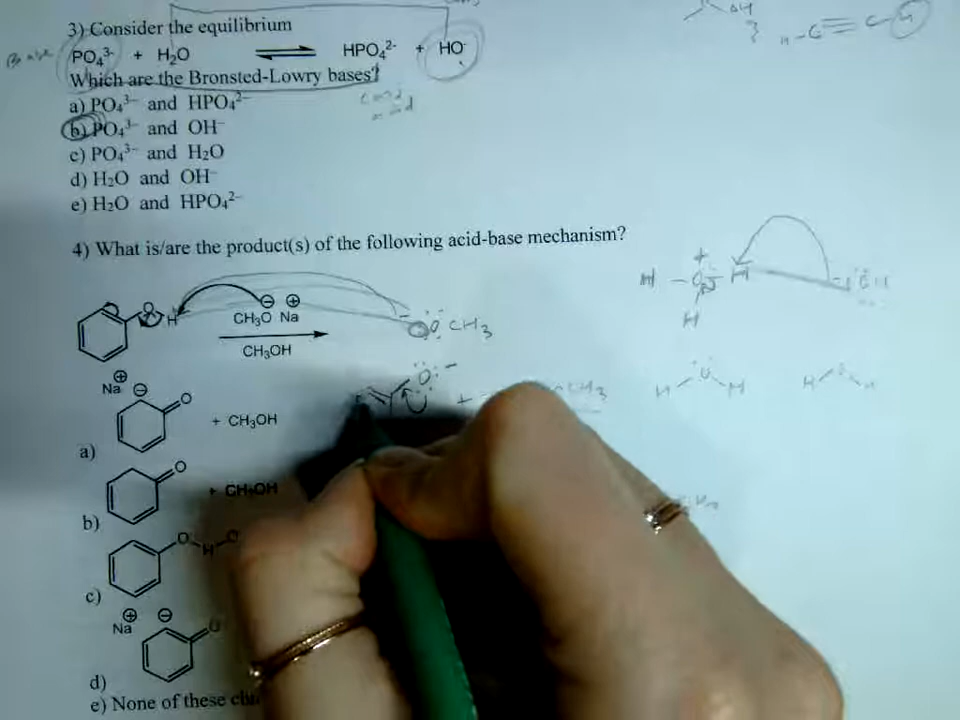 3) Consider the equilibrium
Base PO₄³⁻ + H₂O ⇌ HPO₄²⁻ + HO⁻
Which are the Bronsted-Lowry bases?
a) PO₄³⁻ and HPO₄²⁻
b) PO₄³⁻ and OH⁻
c) PO₄³⁻ and H₂O
d) H₂O and OH⁻
e) H₂O and HPO₄²⁻
4) What is/are the product(s) of the following acid-base mechanism?
O H
⊖ ⊕
CH₃O Na
CH₃OH
OCH₃
H
H
H
Na ⊕ ⊖ O
+ CH₃OH
a)
O
+ CH₃OH
b)
O H O
c)
Na ⊕ ⊖ O
d)
e) None of these